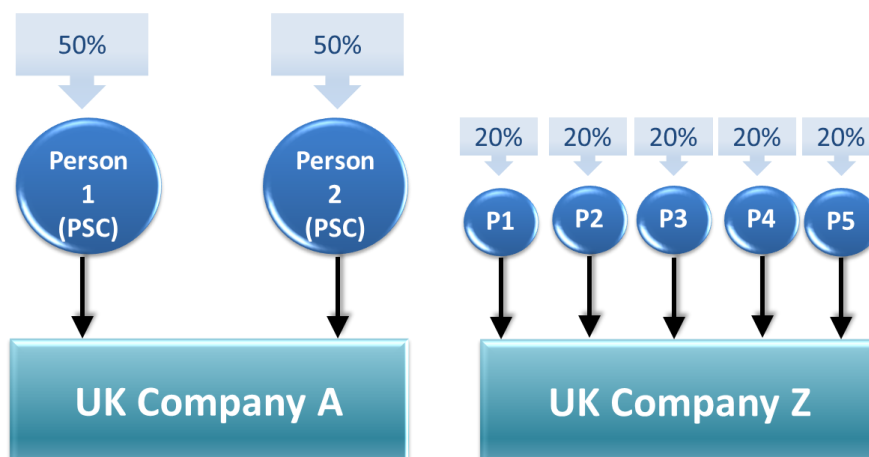 50%
50%
Person
1
(PSC)
Person
2
(PSC)
UK Company A
20%
20%
20%
20%
20%
P1
P2
P3
P4
P5
UK Company Z